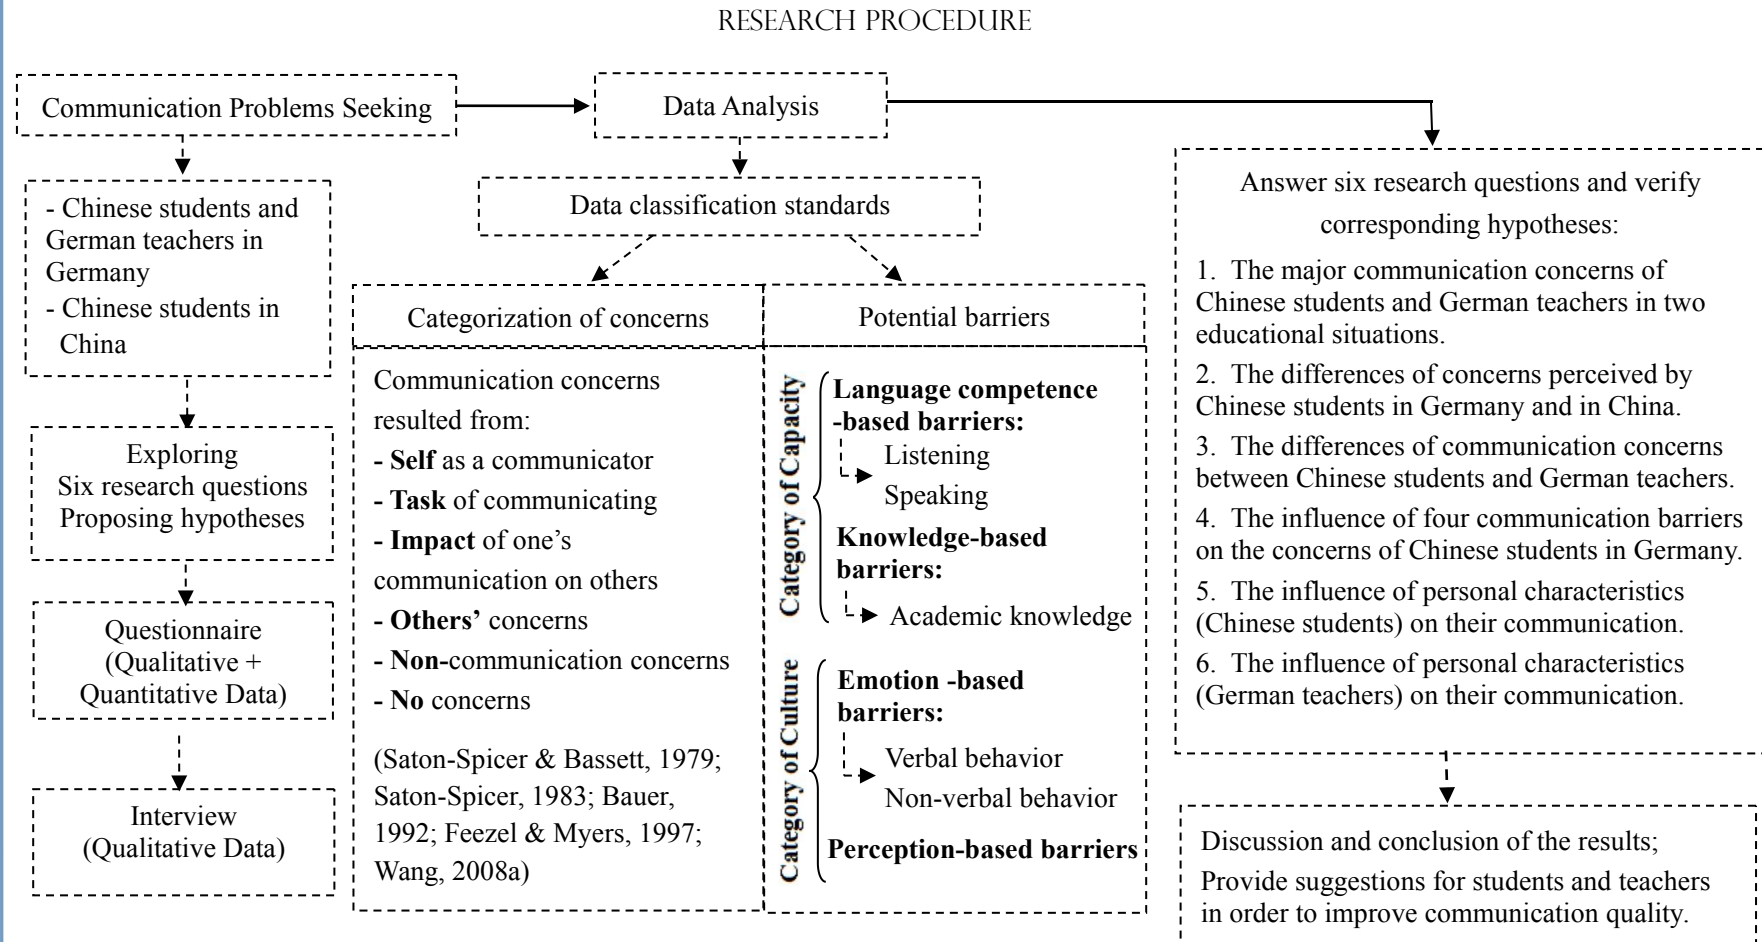 RESEARCH PROCEDURE
Communication Problems Seeking
- Chinese students and
German teachers in
Germany
- Chinese students in
China
Exploring
Six research questions
Proposing hypotheses
Questionnaire
(Qualitative +
Quantitative Data)
Interview
(Qualitative Data)
Data Analysis
Data classification standards
Categorization of concerns
Communication concerns
resulted from:
- Self as a communicator
- Task of communicating
- Impact of one’s
communication on others
- Others’ concerns
- Non-communication concerns
- No concerns
(Saton-Spicer & Bassett, 1979;
Saton-Spicer, 1983; Bauer,
1992; Feezel & Myers, 1997;
Wang, 2008a)
Potential barriers
Category of Capacity
Language competence
-based barriers:
Listening
Speaking
Knowledge-based
barriers:
Academic knowledge
Category of Culture
Emotion -based
barriers:
Verbal behavior
Non-verbal behavior
Perception-based barriers
Answer six research questions and verify
corresponding hypotheses:
1. The major communication concerns of
Chinese students and German teachers in two
educational situations.
2. The differences of concerns perceived by
Chinese students in Germany and in China.
3. The differences of communication concerns
between Chinese students and German teachers.
4. The influence of four communication barriers
on the concerns of Chinese students in Germany.
5. The influence of personal characteristics
(Chinese students) on their communication.
6. The influence of personal characteristics
(German teachers) on their communication.
Discussion and conclusion of the results;
Provide suggestions for students and teachers
in order to improve communication quality.